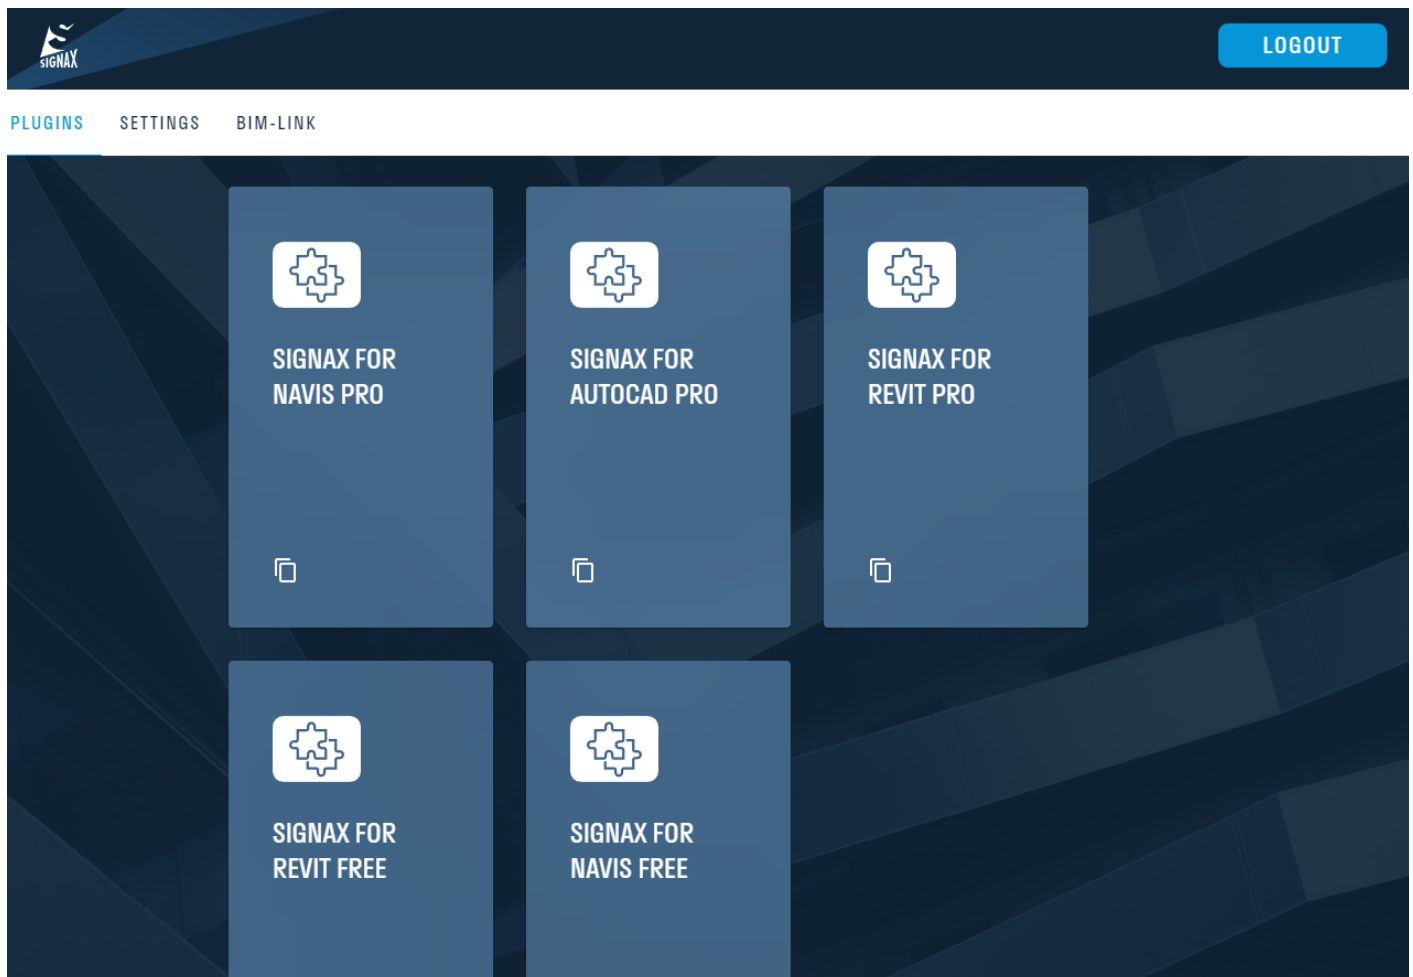 SIGNAX
LOGOUT
PLUGINS SETTINGS BIM-LINK
SIGNAX FOR
NAVIS PRO
SIGNAX FOR
AUTOCAD PRO
SIGNAX FOR
REVIT PRO
SIGNAX FOR
REVIT FREE
SIGNAX FOR
NAVIS FREE